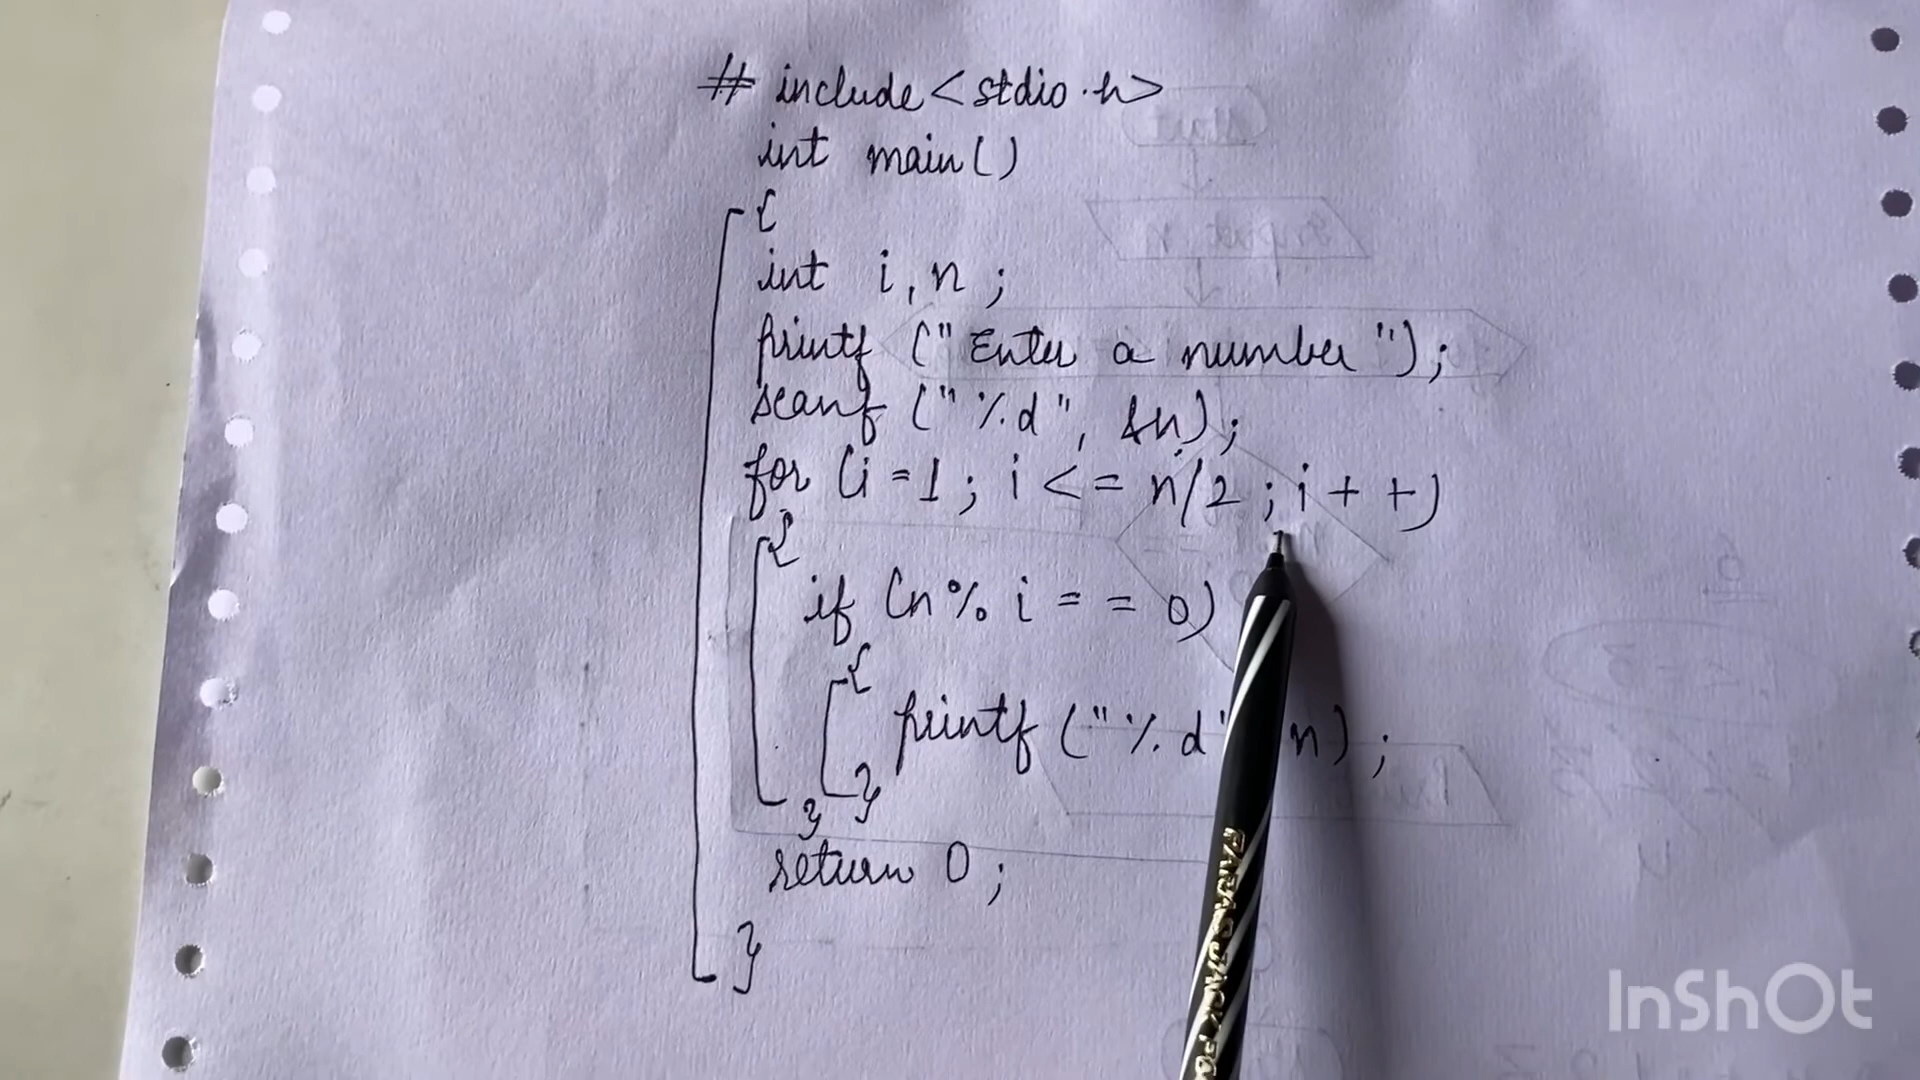 # include<stdio.h>
int main()
{
int i,n;
printf ("Enter a number");
scanf ("%d", &n);
for (i=1; i<=n/2; i++)
{
if (n% i == 0)
{
printf ("%d" n);
}
}
return 0;
}
InShOt